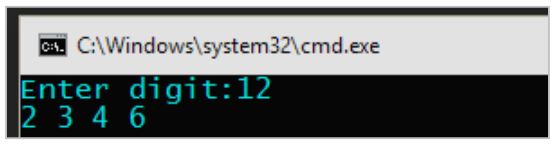 C:\Windows\system32\cmd.exe
Enter digit:12
2 3 4 6